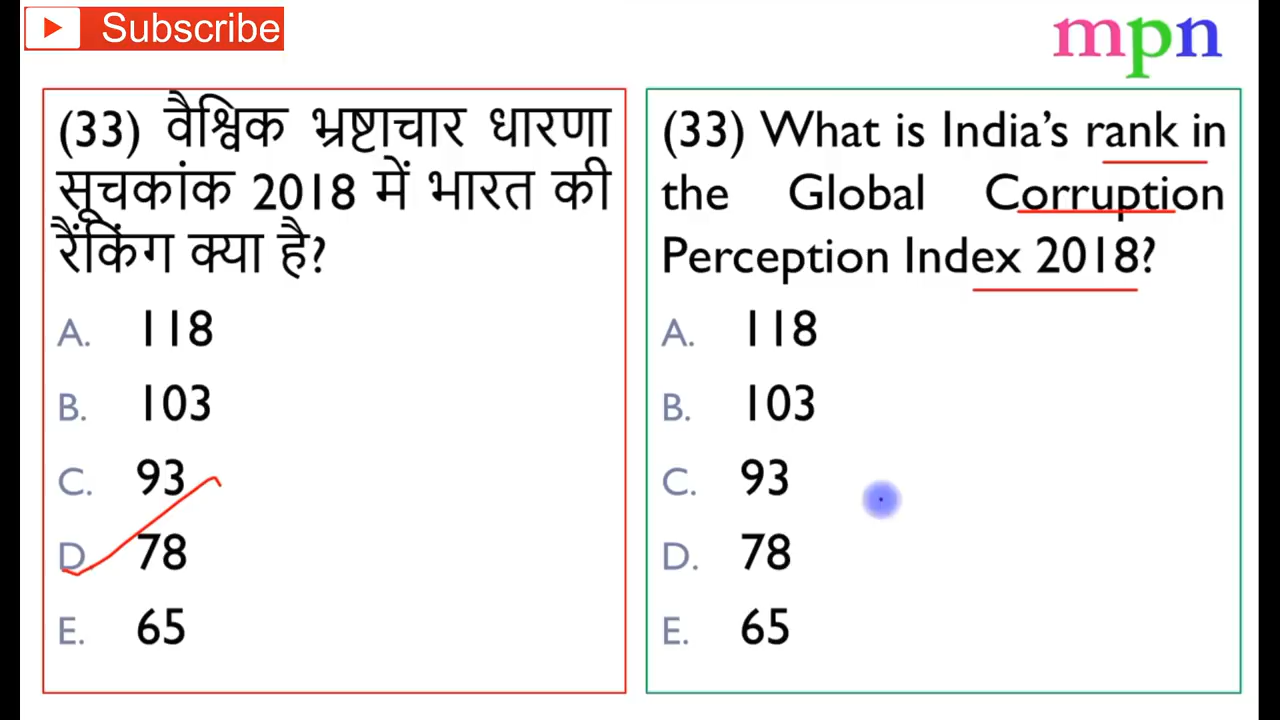 Subscribe
mpn
(33) वैश्विक भ्रष्टाचार धारणा
सूचकांक 2018 में भारत की
रैंकिंग क्या है?
A. 118
B. 103
C. 93
D. 78
E. 65
(33) What is India’s rank in
the Global Corruption
Perception Index 2018?
A. 118
B. 103
C. 93
D. 78
E. 65